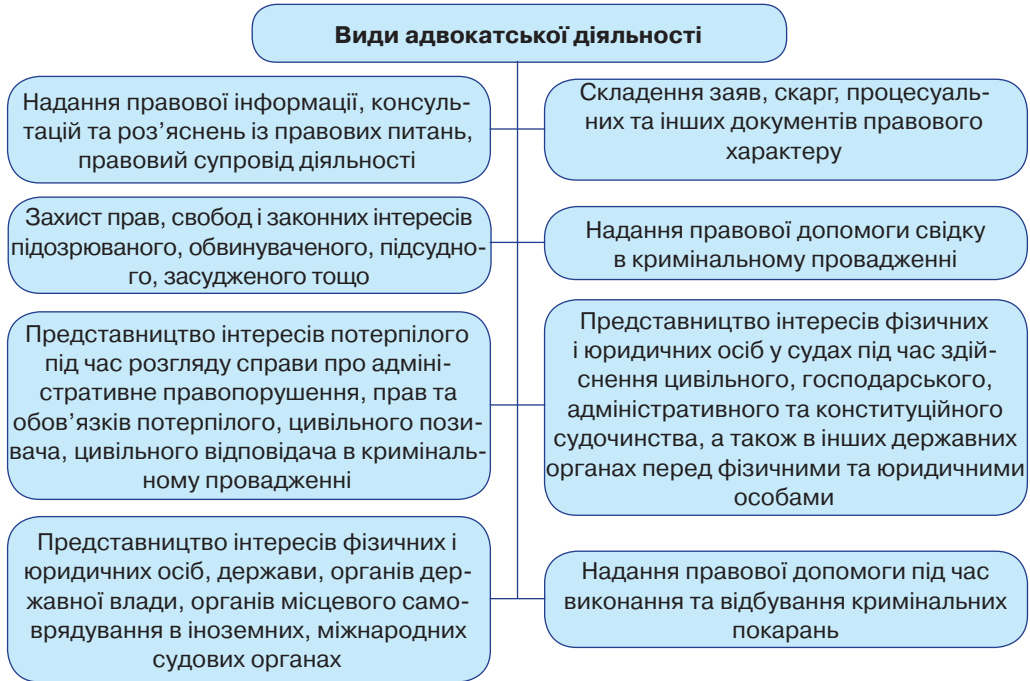 Види адвокатської діяльності
Надання правової інформації, консуль-
тацій та роз’яснень із правових питань,
правовий супровід діяльності
Складення заяв, скарг, процесуаль-
них та інших документів правового
характеру
Захист прав, свобод і законних інтересів
підозрюваного, обвинуваченого, підсудно-
го, засудженого тощо
Надання правової допомоги свідку
в кримінальному провадженні
Представництво інтересів потерпілого
під час розгляду справи про адміні-
стративне правопорушення, прав та
обов’язків потерпілого, цивільного пози-
вача, цивільного відповідача в криміналь-
ному провадженні
Представництво інтересів фізичних
і юридичних осіб у судах під час здій-
снення цивільного, господарського,
адміністративного та конституційного
судочинства, а також в інших державних
органах перед фізичними та юридичними
особами
Представництво інтересів фізичних і
юридичних осіб, держави, органів дер-
жавної влади, органів місцевого само-
врядування в іноземних, міжнародних
судових органах
Надання правової допомоги під час
виконання та відбування кримінальних
покарань